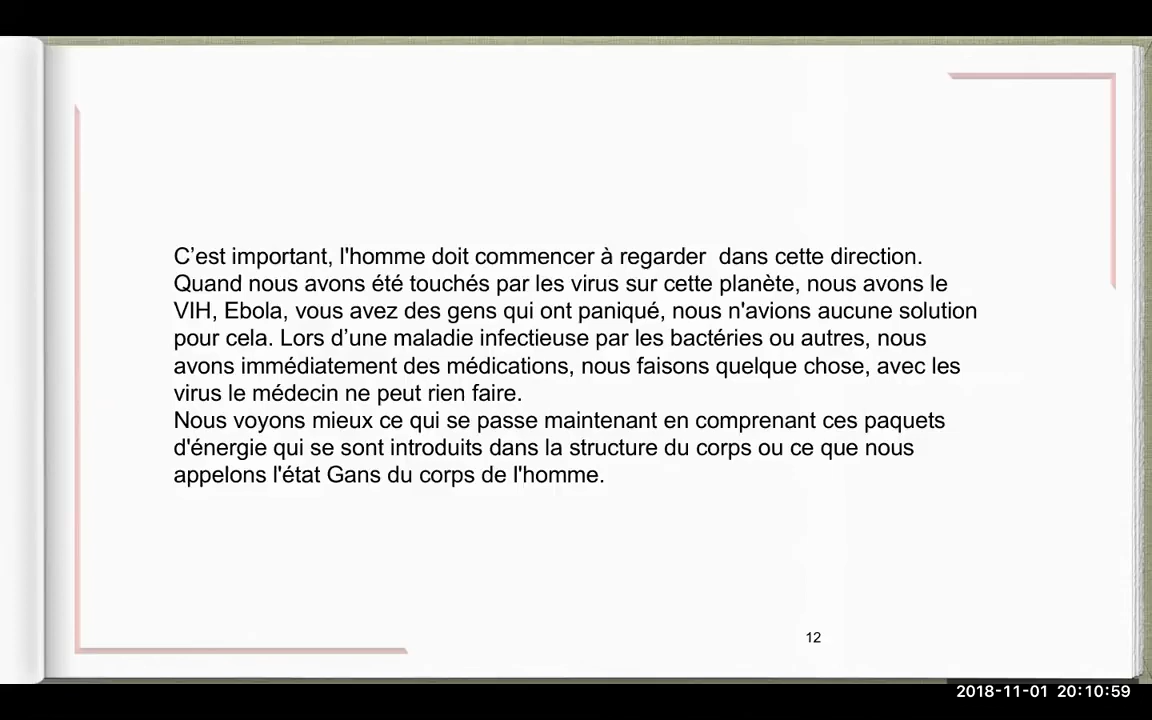 C’est important, l'homme doit commencer à regarder  dans cette direction.
Quand nous avons été touchés par les virus sur cette planète, nous avons le
VIH, Ebola, vous avez des gens qui ont paniqué, nous n'avions aucune solution
pour cela. Lors d’une maladie infectieuse par les bactéries ou autres, nous
avons immédiatement des médications, nous faisons quelque chose, avec les
virus le médecin ne peut rien faire.
Nous voyons mieux ce qui se passe maintenant en comprenant ces paquets
d'énergie qui se sont introduits dans la structure du corps ou ce que nous
appelons l'état Gans du corps de l'homme.
12
2018-11-01 20:10:59